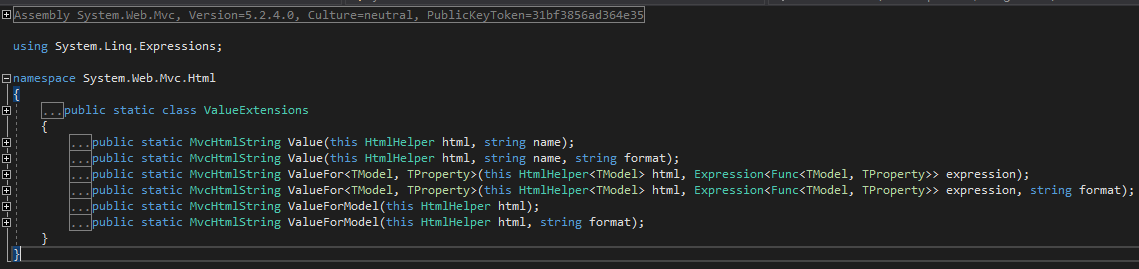 Assembly System.Web.Mvc, Version=5.2.4.0, Culture=neutral, PublicKeyToken=31bf3856ad364e35
using System.Linq.Expressions;
namespace System.Web.Mvc.Html
{
...public static class ValueExtensions
{
...public static MvcHtmlString Value(this HtmlHelper html, string name);
...public static MvcHtmlString Value(this HtmlHelper html, string name, string format);
...public static MvcHtmlString ValueFor<TModel, TProperty>(this HtmlHelper<TModel> html, Expression<Func<TModel, TProperty>> expression);
...public static MvcHtmlString ValueFor<TModel, TProperty>(this HtmlHelper<TModel> html, Expression<Func<TModel, TProperty>> expression, string format);
...public static MvcHtmlString ValueForModel(this HtmlHelper html);
...public static MvcHtmlString ValueForModel(this HtmlHelper html, string format);
}
}